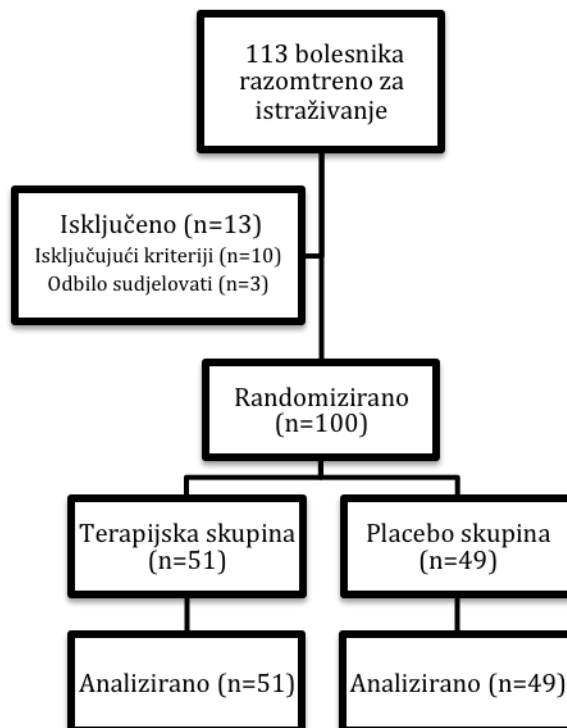 113 bolesnika
razomtreno za
istraživanje
Isključeno (n=13)
Isključujući kriteriji (n=10)
Odbilo sudjelovati (n=3)
Randomizirano
(n=100)
Terapijska skupina
(n=51)
Placebo skupina
(n=49)
Analizirano (n=51)
Analizirano (n=49)